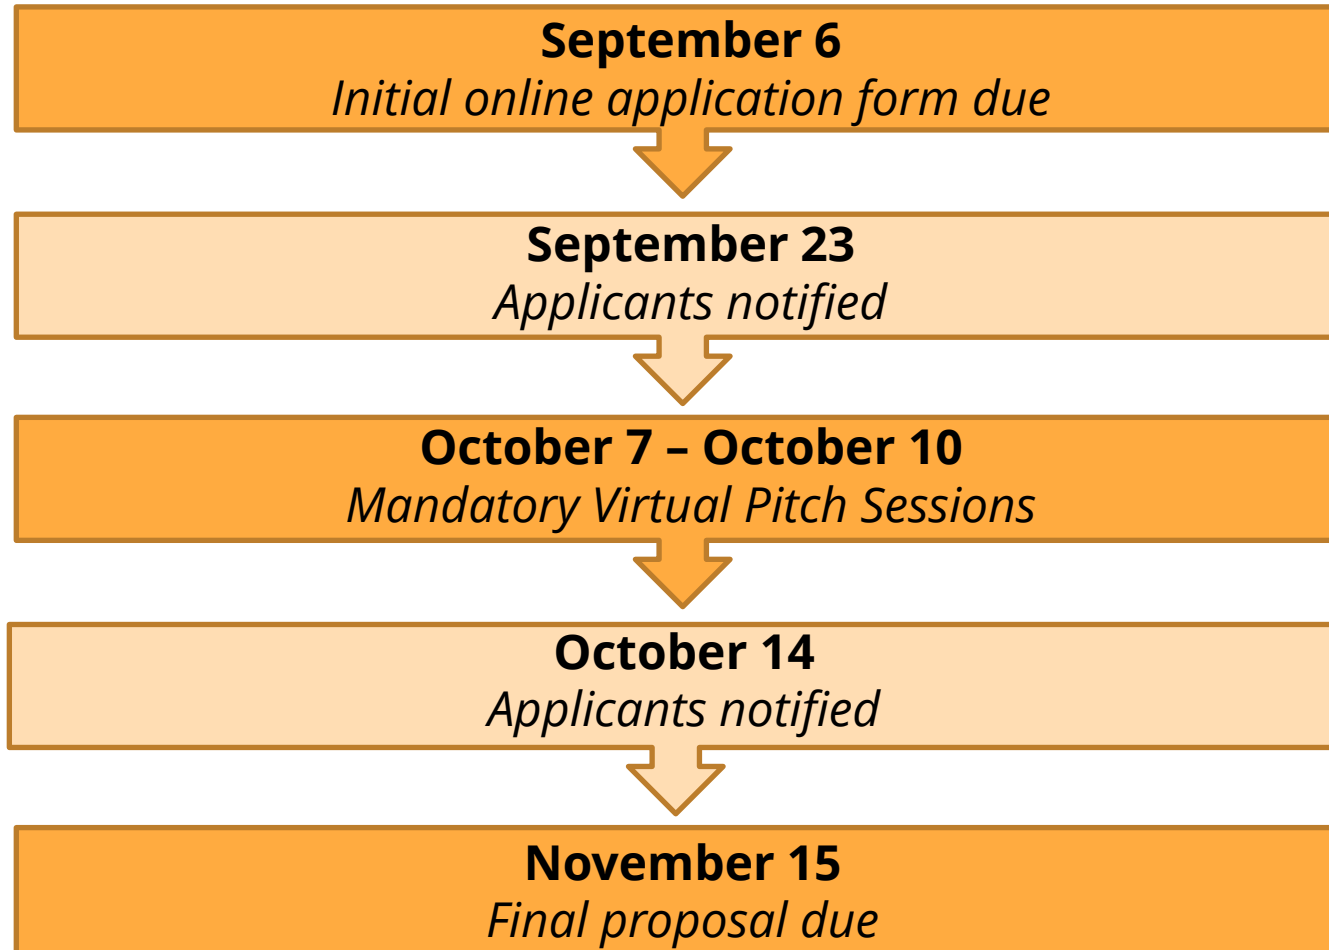 September 6
Initial online application form due
September 23
Applicants notified
October 7 – October 10
Mandatory Virtual Pitch Sessions
October 14
Applicants notified
November 15
Final proposal due